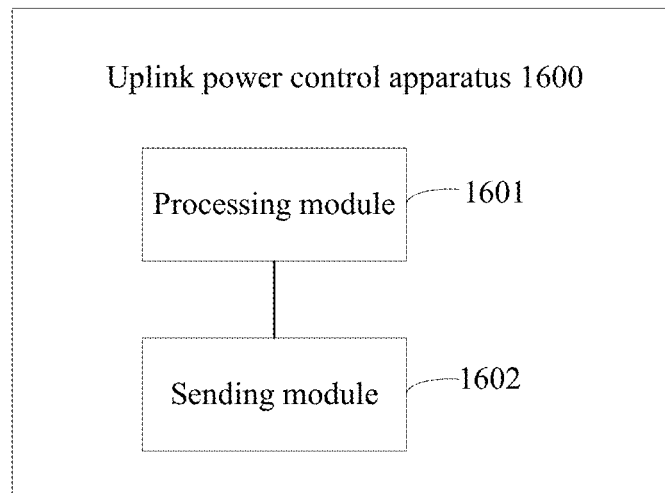 Uplink power control apparatus 1600
Processing module
1601
Sending module
1602